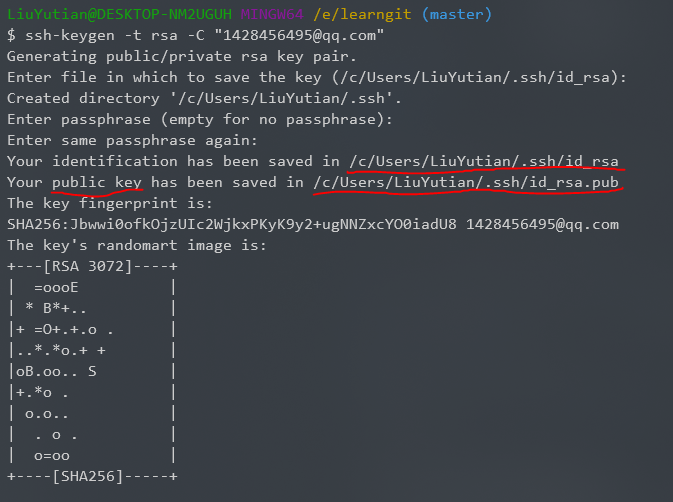 LiuYutian@DESKTOP-NM2UGUH MINGW64 /e/learngit (master)
$ ssh-keygen -t rsa -C "1428456495@qq.com"
Generating public/private rsa key pair.
Enter file in which to save the key (/c/Users/LiuYutian/.ssh/id_rsa):
Created directory '/c/Users/LiuYutian/.ssh'.
Enter passphrase (empty for no passphrase):
Enter same passphrase again:
Your identification has been saved in /c/Users/LiuYutian/.ssh/id_rsa
Your public key has been saved in /c/Users/LiuYutian/.ssh/id_rsa.pub
The key fingerprint is:
SHA256:Jbwwi0ofkOjzUIc2WjkxPKyK9y2+ugNNZxcYO0iadU8 1428456495@qq.com
The key's randomart image is:
+---[RSA 3072]----+
|  =oooE          |
| * B*+..         |
|+ =O+.+.o .      |
|..*.*o.+ +       |
|oB.oo.. S        |
|+.*o .           |
| o.o..           |
|  . o .          |
|  o=oo           |
+----[SHA256]-----+